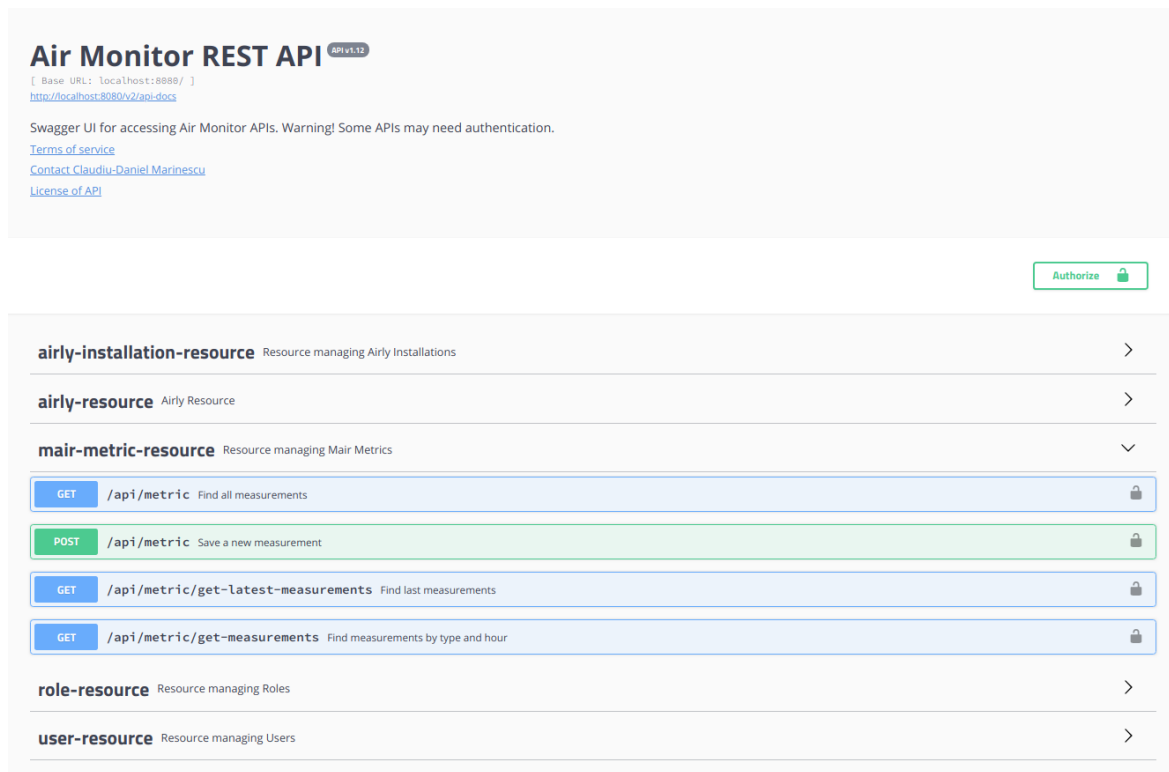 Air Monitor REST API API v1.12
[ Base URL: localhost:8080/ ]
http://localhost:8080/v2/api-docs
Swagger UI for accessing Air Monitor APIs. Warning! Some APIs may need authentication.
Terms of service
Contact Claudiu-Daniel Marinescu
License of API
Authorize
airly-installation-resource Resource managing Airly Installations
airly-resource Airly Resource
mair-metric-resource Resource managing Mair Metrics
GET /api/metric Find all measurements
POST /api/metric Save a new measurement
GET /api/metric/get-latest-measurements Find last measurements
GET /api/metric/get-measurements Find measurements by type and hour
role-resource Resource managing Roles
user-resource Resource managing Users